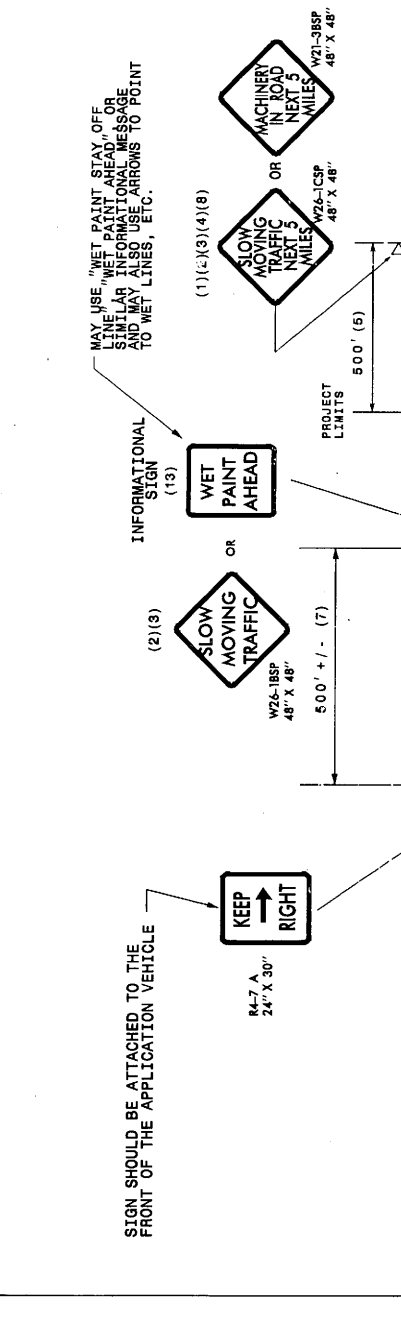 SIGN SHOULD BE ATTACHED TO THE
FRONT OF THE APPLICATION VEHICLE
KEEP
RIGHT
R4-7 A
24" X 30"
(2)(3)
SLOW
MOVING
TRAFFIC
W26-1BSP
48" X 48"
500' +/- (7)
OR
INFORMATIONAL
SIGN
(13)
WET
PAINT
AHEAD
MAY USE "WET PAINT STAY OFF
LINE" "WET PAINT AHEAD" OR
SIMILAR INFORMATIONAL MESSAGE
AND MAY ALSO USE ARROWS TO POINT
TO WET LINES, ETC.
PROJECT
LIMITS
500' (5)
(1)(2)(3)(4)(8)
SLOW
MOVING
TRAFFIC
NEXT 5
MILES
W26-1CSP
48" X 48"
OR
MACHINERY
IN ROAD
NEXT 5
MILES
W21-3BSP
48" X 48"